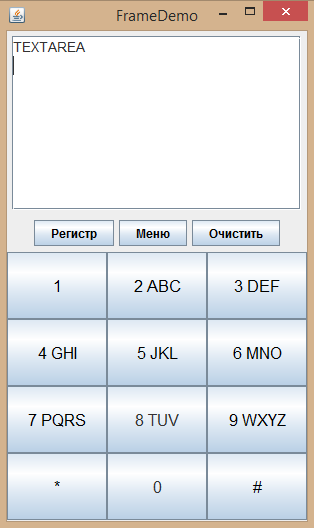 FrameDemo
TEXTAREA
Регистр Меню Очистить
1 2 ABC 3 DEF
4 GHI 5 JKL 6 MNO
7 PQRS 8 TUV 9 WXYZ
* 0 #